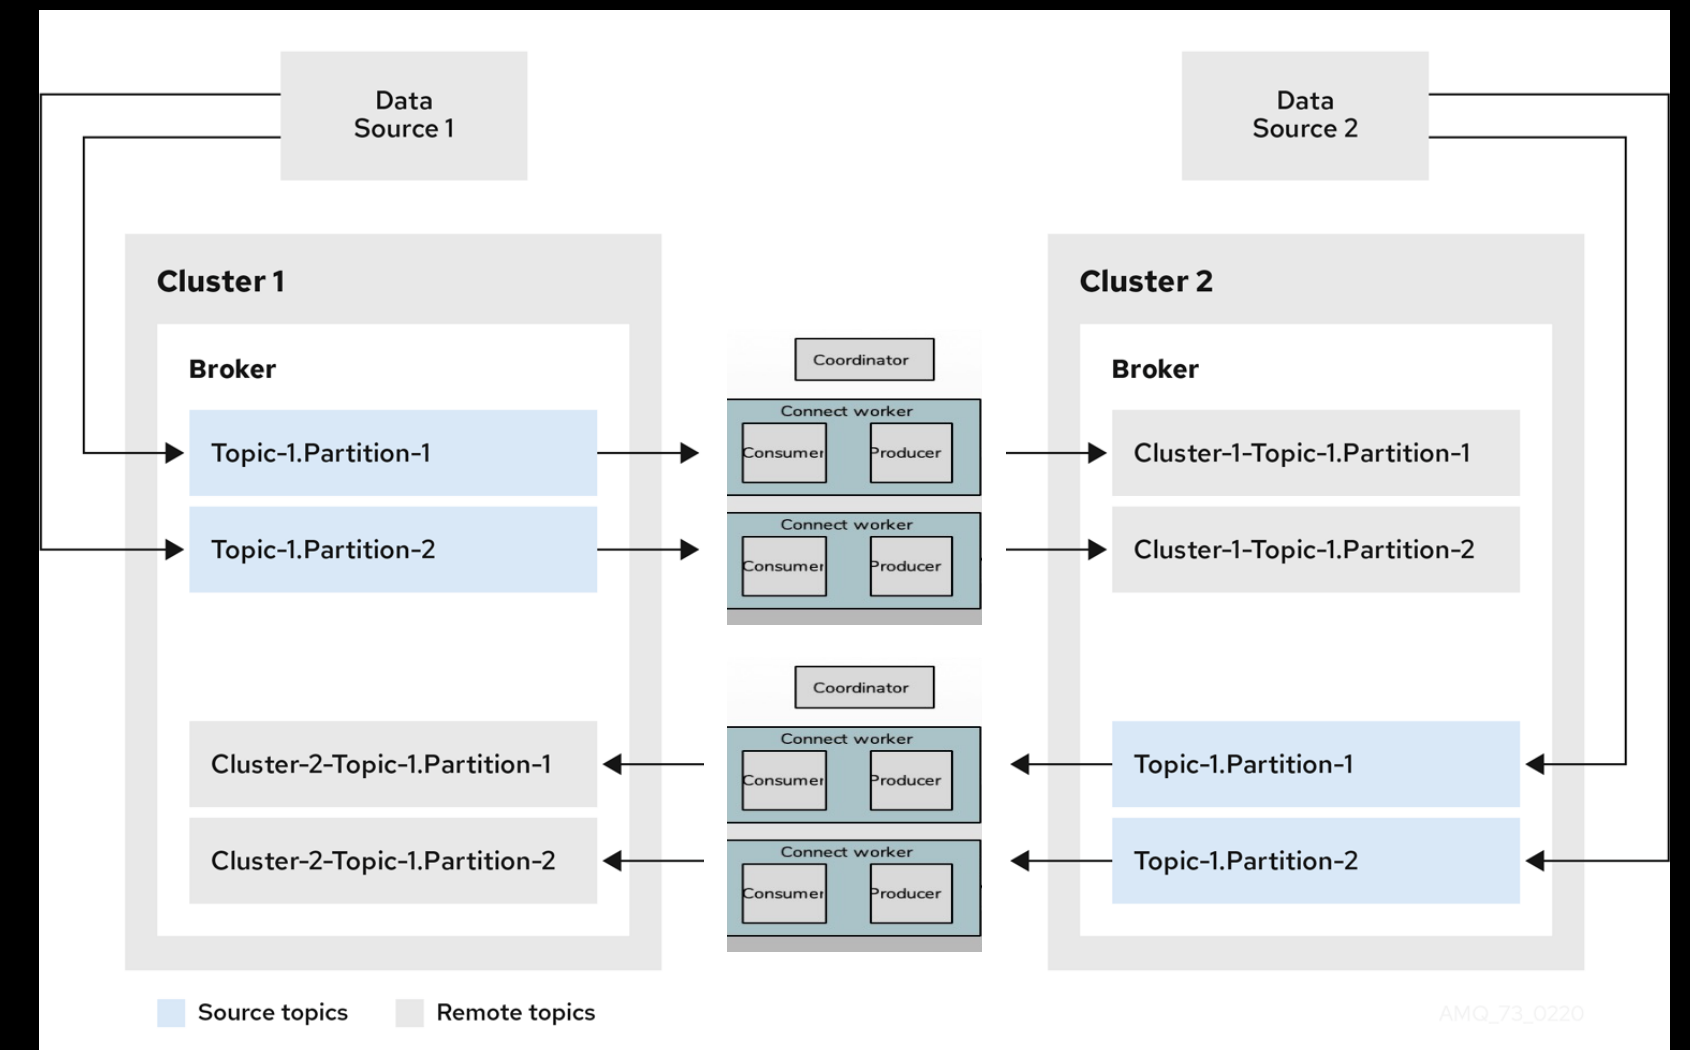 Data
Source 1
Data
Source 2
Cluster 1
Broker
Topic-1.Partition-1
Topic-1.Partition-2
Cluster-2-Topic-1.Partition-1
Cluster-2-Topic-1.Partition-2
Coordinator
Connect worker
Consumer
Producer
Connect worker
Consumer
Producer
Coordinator
Connect worker
Consumer
Producer
Connect worker
Consumer
Producer
Cluster 2
Broker
Cluster-1-Topic-1.Partition-1
Cluster-1-Topic-1.Partition-2
Topic-1.Partition-1
Topic-1.Partition-2
Source topics
Remote topics
AMQ_73_0220